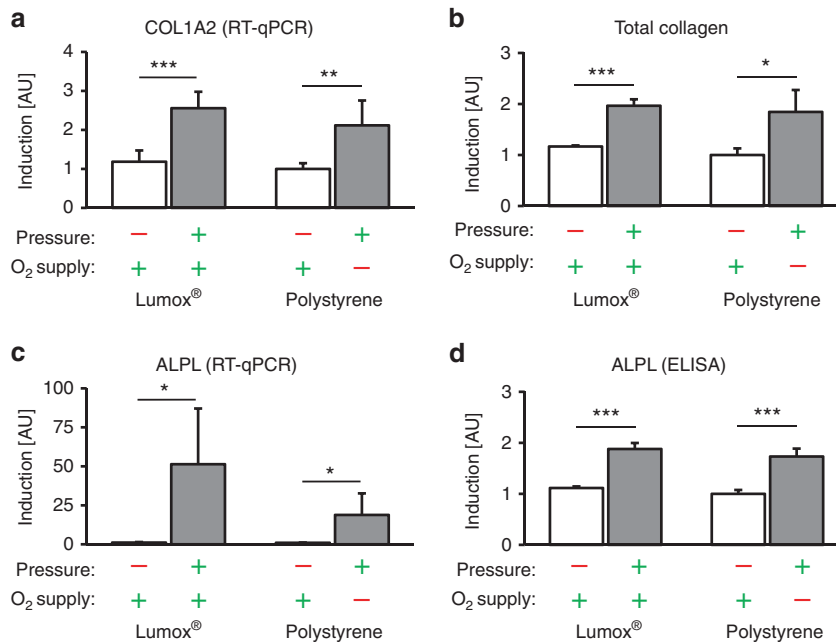 a
COL1A2 (RT-qPCR)
Induction [AU]
4
3
2
1
0
***
**
Pressure: − + − +
O₂ supply: + + + −
Lumox® Polystyrene
b
Total collagen
Induction [AU]
3
2
1
0
***
*
Pressure: − + − +
O₂ supply: + + + −
Lumox® Polystyrene
c
ALPL (RT-qPCR)
Induction [AU]
100
75
50
25
0
*
*
Pressure: − + − +
O₂ supply: + + + −
Lumox® Polystyrene
d
ALPL (ELISA)
Induction [AU]
3
2
1
0
***
***
Pressure: − + − +
O₂ supply: + + + −
Lumox® Polystyrene